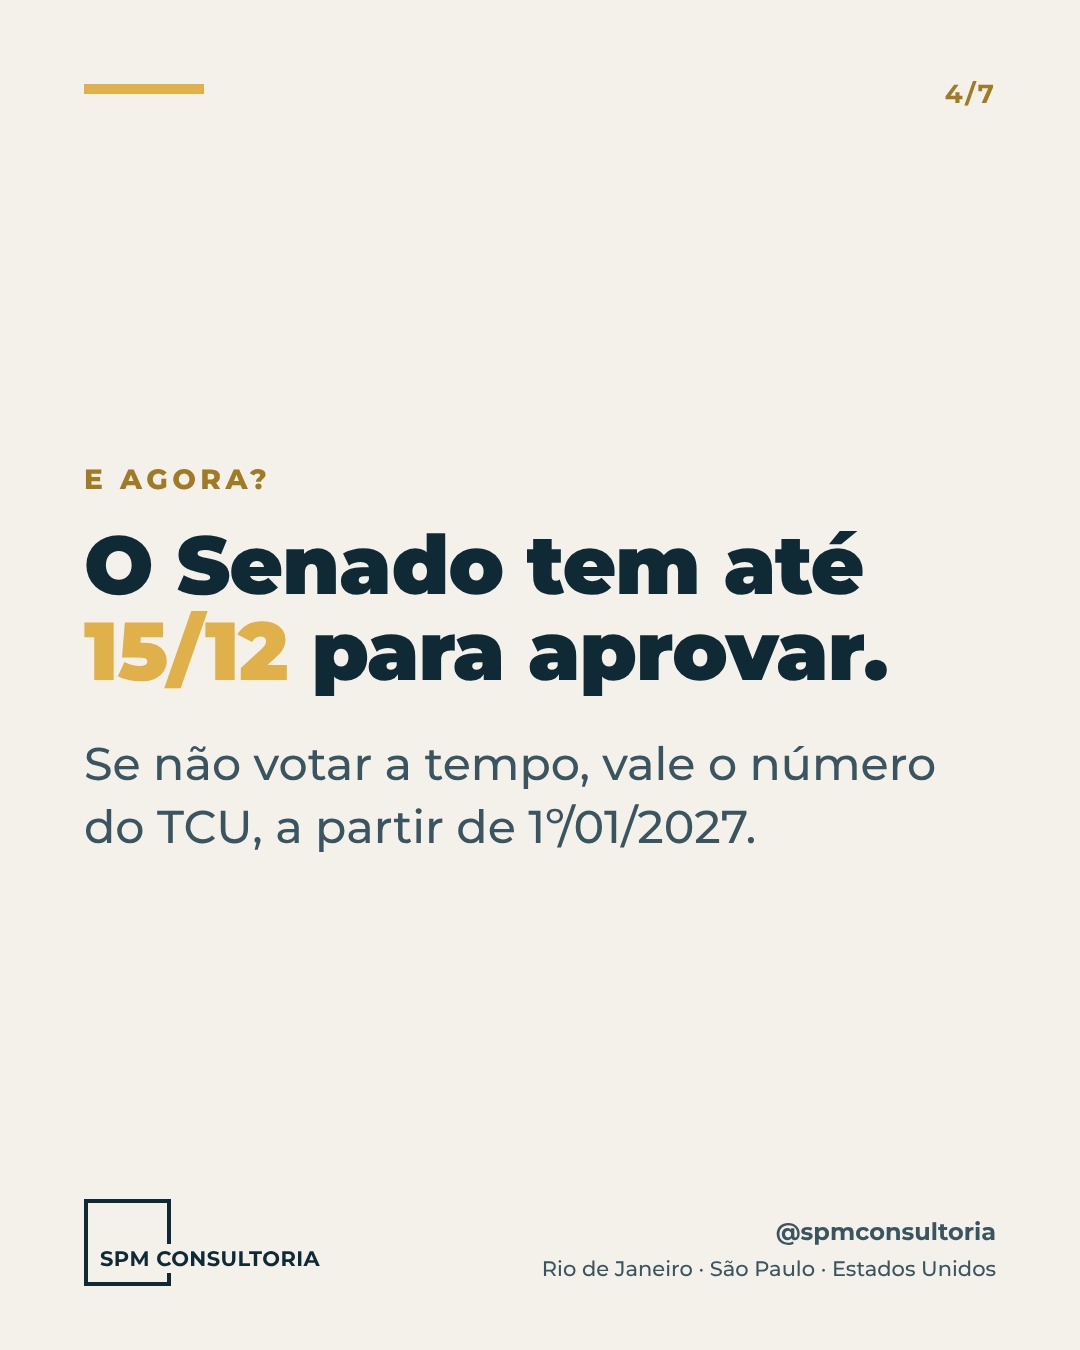 4/7
E AGORA?
O Senado tem até
15/12 para aprovar.
Se não votar a tempo, vale o número
do TCU, a partir de 1º/01/2027.
SPM CONSULTORIA
@spmconsultoria
Rio de Janeiro · São Paulo · Estados Unidos